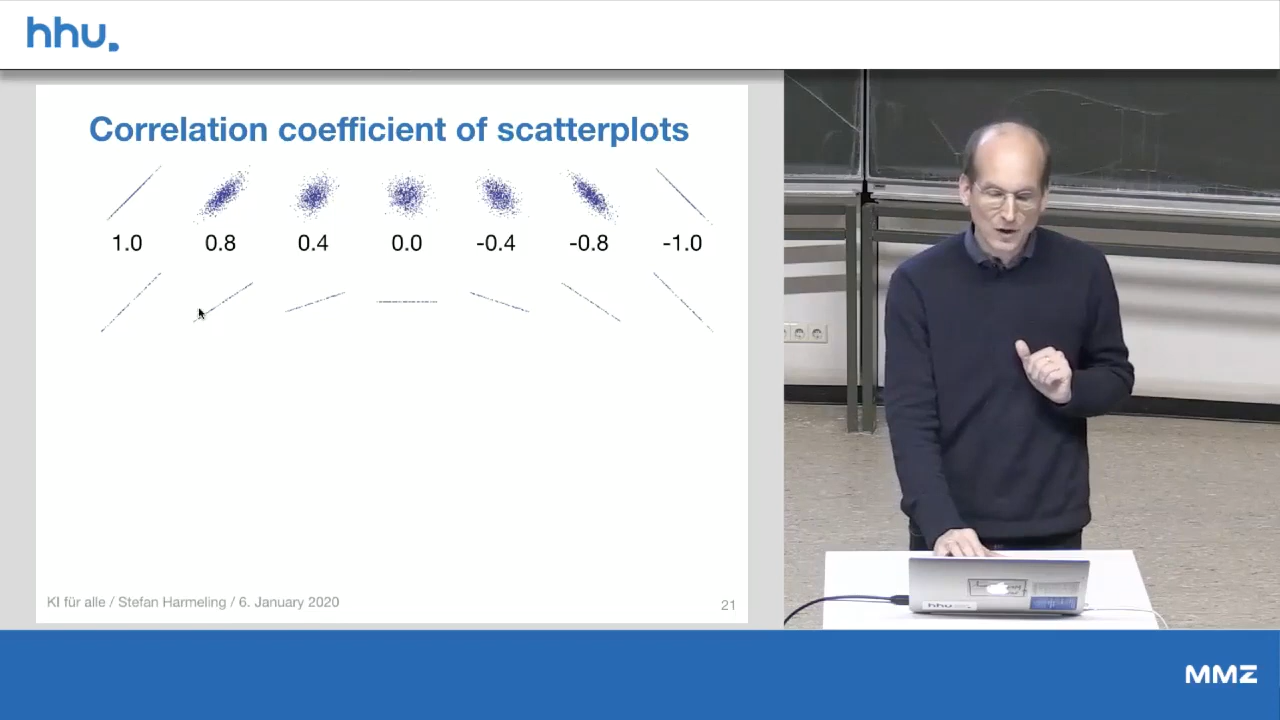 hhu.
Correlation coefficient of scatterplots
1.0 0.8 0.4 0.0 -0.4 -0.8 -1.0
KI für alle / Stefan Harmeling / 6. January 2020
21
hhu
MMZ